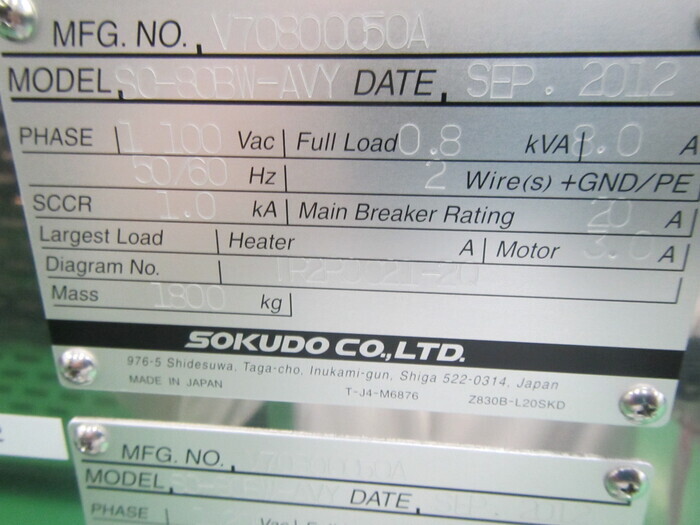 MFG. NO. V70800050A
MODEL SC-80BW-AVY DATE SEP. 2012
PHASE 1 100 Vac Full Load 0.8 kVA 8.0 A
50/60 Hz 2 Wire(s) +GND/PE
SCCR 1.0 kA Main Breaker Rating 20 A
Largest Load Heater A Motor 3.0 A
Diagram No.
Mass 1800 kg
SOKUDO CO.,LTD.
976-5 Shidesuwa, Taga-cho, Inukami-gun, Shiga 522-0314, Japan
MADE IN JAPAN T-J4-M6876 Z830B-L20SKD
MFG. NO. V70800050A
MODEL DATE SEP.
PHASE Vac